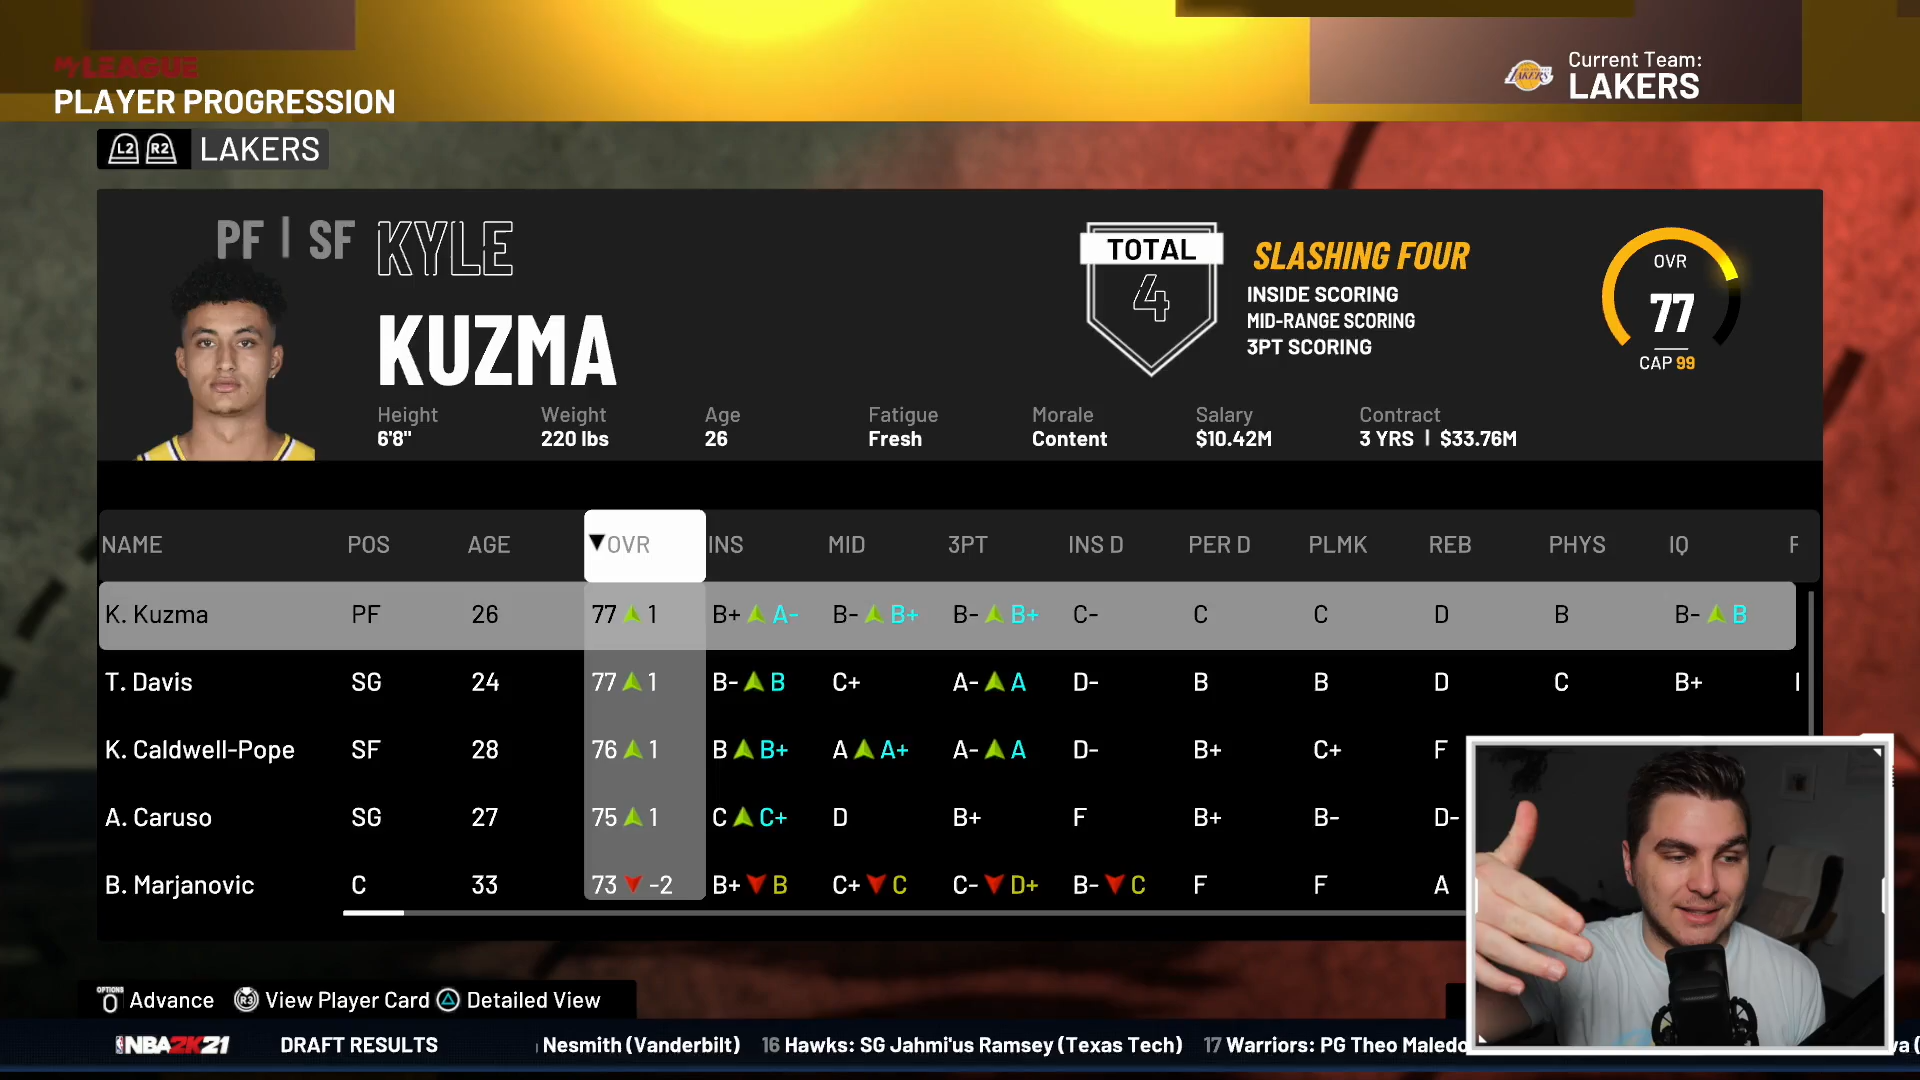 MyLEAGUE
PLAYER PROGRESSION
Current Team:
LAKERS
L2 R2 LAKERS
PF | SF KYLE
KUZMA
TOTAL
4
SLASHING FOUR
INSIDE SCORING
MID-RANGE SCORING
3PT SCORING
OVR
77
CAP 99
Height Weight Age Fatigue Morale Salary Contract
6'8" 220 lbs 26 Fresh Content $10.42M 3 YRS | $33.76M
NAME POS AGE OVR INS MID 3PT INS D PER D PLMK REB PHYS IQ
K. Kuzma PF 26 77 1 B+ A- B- B+ B- B+ C- C C D B B- B
T. Davis SG 24 77 1 B- B C+ A- A D- B B D C B+
K. Caldwell-Pope SF 28 76 1 B B+ A A+ A- A D- B+ C+ F
A. Caruso SG 27 75 1 C C+ D B+ F B+ B- D-
B. Marjanovic C 33 73 -2 B+ B C+ C C- D+ B- C F F A
OPTIONS Advance R3 View Player Card Detailed View
NBA2K21 DRAFT RESULTS Nesmith (Vanderbilt) 16 Hawks: SG Jahmi'us Ramsey (Texas Tech) 17 Warriors: PG Theo Maledo